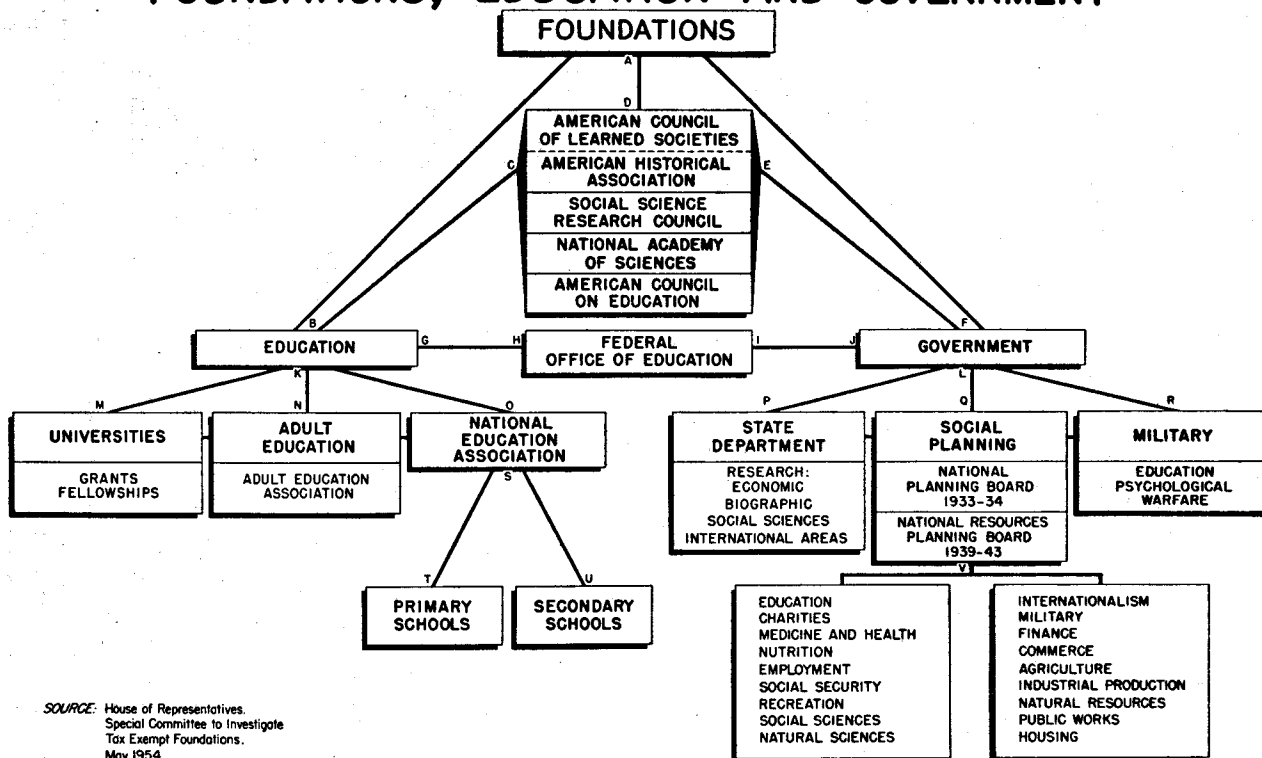 FOUNDATIONS, EDUCATION AND GOVERNMENT
FOUNDATIONS
A
D
AMERICAN COUNCIL
OF LEARNED SOCIETIES
C
AMERICAN HISTORICAL
ASSOCIATION
E
SOCIAL SCIENCE
RESEARCH COUNCIL
NATIONAL ACADEMY
OF SCIENCES
AMERICAN COUNCIL
ON EDUCATION
B
F
EDUCATION
G
H
FEDERAL
OFFICE OF EDUCATION
I
J
GOVERNMENT
K
L
M
N
O
P
Q
R
UNIVERSITIES
GRANTS
FELLOWSHIPS
ADULT
EDUCATION
ADULT EDUCATION
ASSOCIATION
NATIONAL
EDUCATION
ASSOCIATION
S
STATE
DEPARTMENT
RESEARCH:
ECONOMIC
BIOGRAPHIC
SOCIAL SCIENCES
INTERNATIONAL AREAS
SOCIAL
PLANNING
NATIONAL
PLANNING BOARD
1933-34
NATIONAL RESOURCES
PLANNING BOARD
1939-43
V
MILITARY
EDUCATION
PSYCHOLOGICAL
WARFARE
T
U
PRIMARY
SCHOOLS
SECONDARY
SCHOOLS
EDUCATION
CHARITIES
MEDICINE AND HEALTH
NUTRITION
EMPLOYMENT
SOCIAL SECURITY
RECREATION
SOCIAL SCIENCES
NATURAL SCIENCES
INTERNATIONALISM
MILITARY
FINANCE
COMMERCE
AGRICULTURE
INDUSTRIAL PRODUCTION
NATURAL RESOURCES
PUBLIC WORKS
HOUSING
SOURCE: House of Representatives.
Special Committee to Investigate
Tax Exempt Foundations.
May 1954